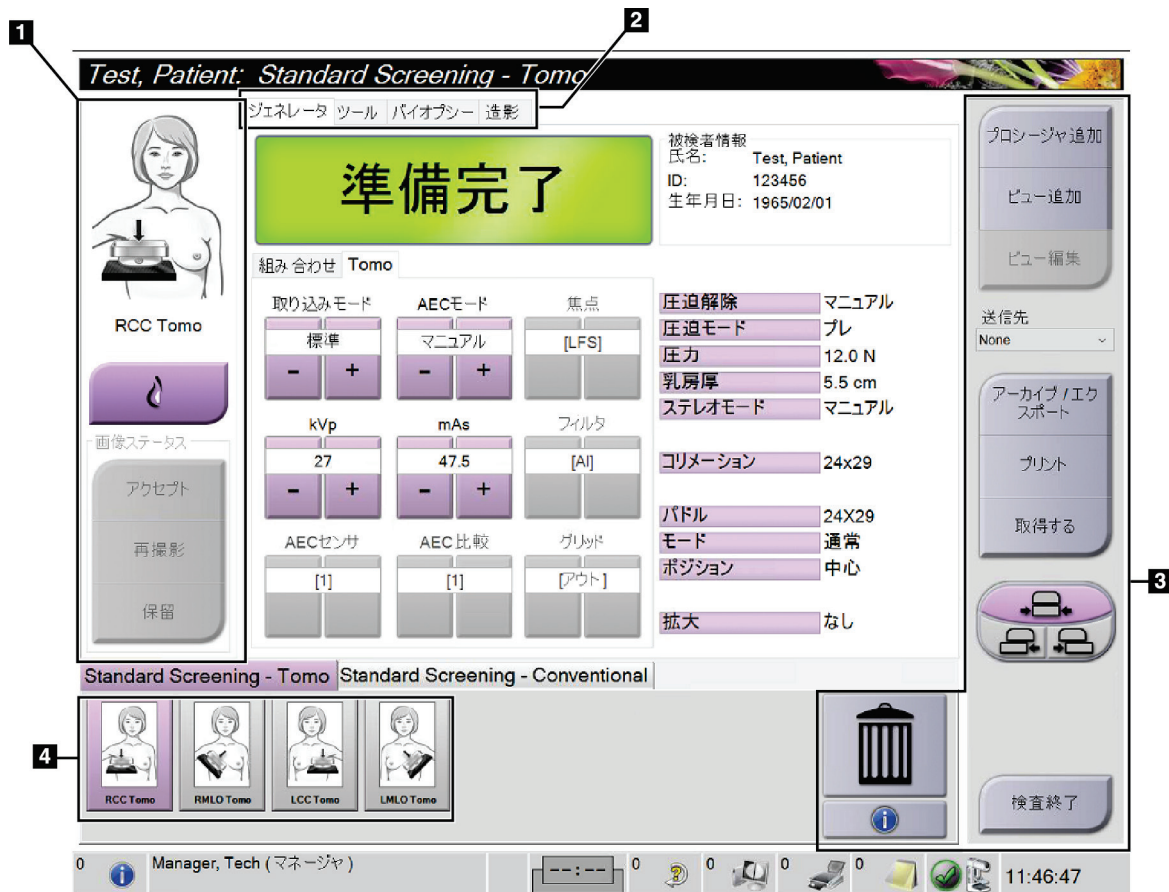 1
2
Test, Patient: Standard Screening - Tomo
ジェネレータ ツール バイオプシー 造影
準備完了
被検者情報
氏名: Test, Patient
ID: 123456
生年月日: 1965/02/01
プロシージャ追加
ビュー追加
ビュー編集
組み合わせ Tomo
RCC Tomo
取り込みモード AECモード 焦点
標準 マニュアル [LFS]
- + - +
圧迫解除 マニュアル
圧迫モード プレ
圧力 12.0 N
乳房厚 5.5 cm
ステレオモード マニュアル
送信先
None
アーカイブ / エク
スポート
プリント
取得する
画像ステータス
アクセプト
再撮影
保留
kVp mAs フィルタ
27 47.5 [Al]
- + - +
コリメーション 24x29
パドル 24X29
モード 通常
ポジション 中心
AECセンサ AEC比較 グリッド
[1] [1] [アウト]
拡大 なし
3
Standard Screening - Tomo Standard Screening - Conventional
4
RCC Tomo RMLO Tomo LCC Tomo LMLO Tomo
検査終了
0 Manager, Tech (マネージャ) --:-- 0 0 0 0 11:46:47